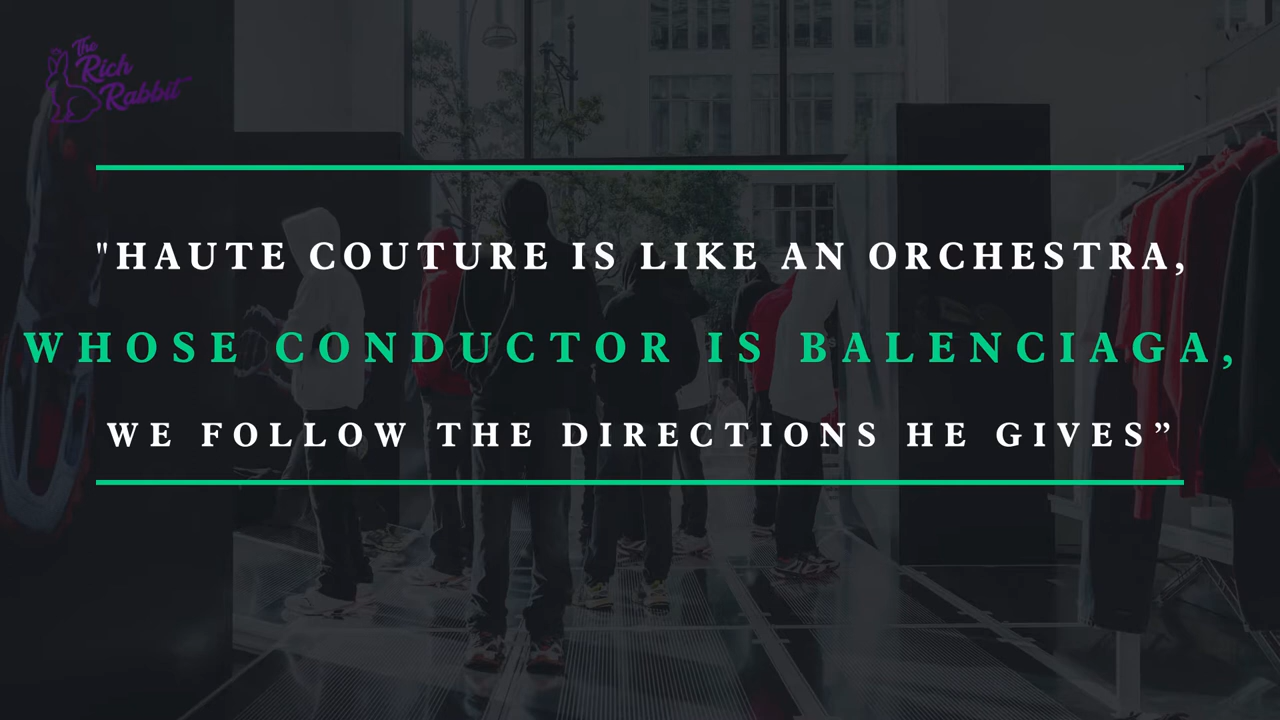 The
Rich
Rabbit
"HAUTE COUTURE IS LIKE AN ORCHESTRA,
WHOSE CONDUCTOR IS BALENCIAGA,
WE FOLLOW THE DIRECTIONS HE GIVES”